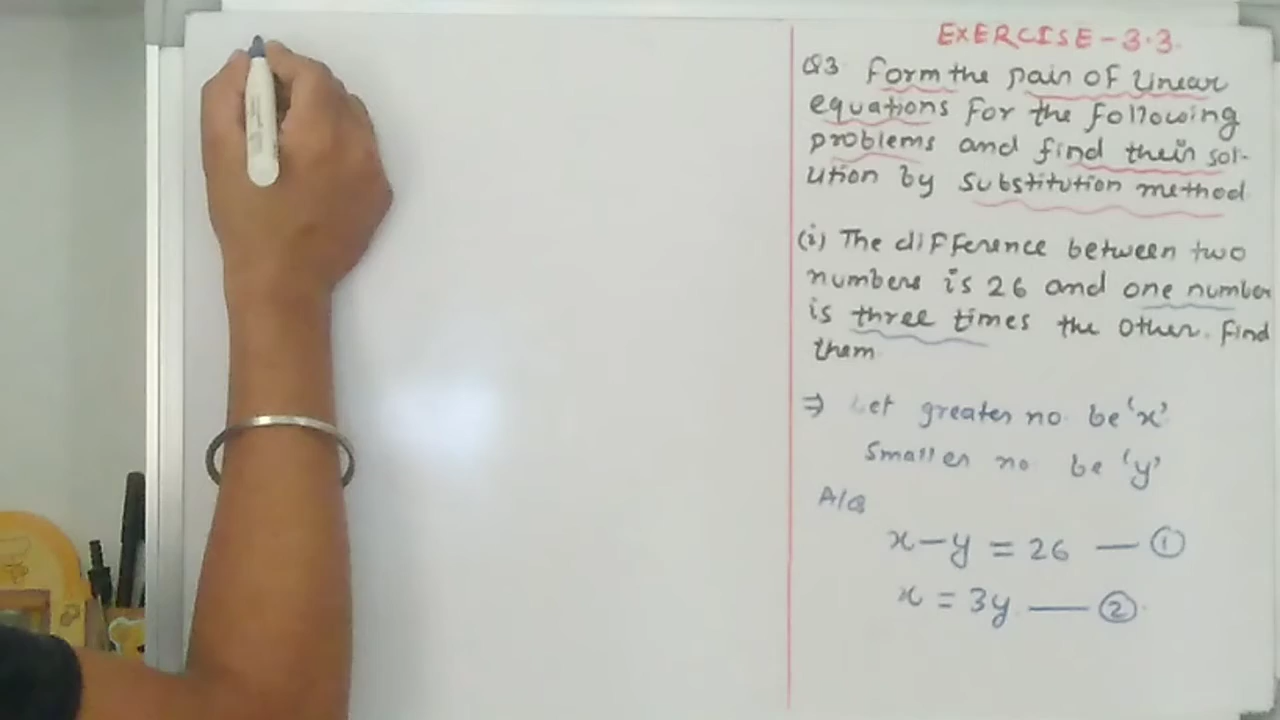 EXERCISE-3.3.
Q3 Form the pair of linear
equations for the following
problems and find their sol-
ution by substitution method
(i) The difference between two
numbers is 26 and one number
is three times the other. Find
them
⇒ Let greater no. be 'x'
Smaller no be 'y'
A/Q
x-y = 26 — ①
x = 3y — ②